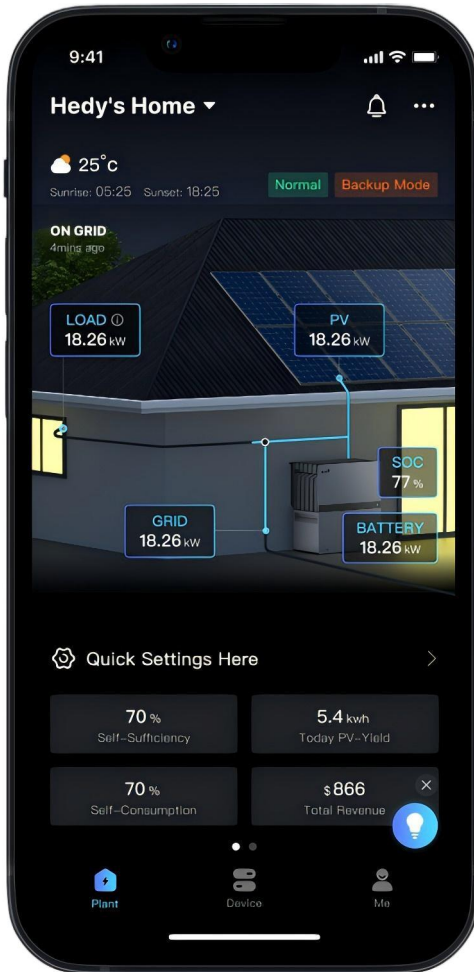 9:41
Hedy's Home
25°c
Sunrise: 05:25 Sunset: 18:25
Normal
Backup Mode
ON GRID
4mins ago
LOAD
18.26 kW
PV
18.26 kW
SOC
77 %
GRID
18.26 kW
BATTERY
18.26 kW
Quick Settings Here
70 %
Self-Sufficiency
5.4 kwh
Today PV-Yield
70 %
Self-Consumption
$ 866
Total Revenue
Plant
Device
Me